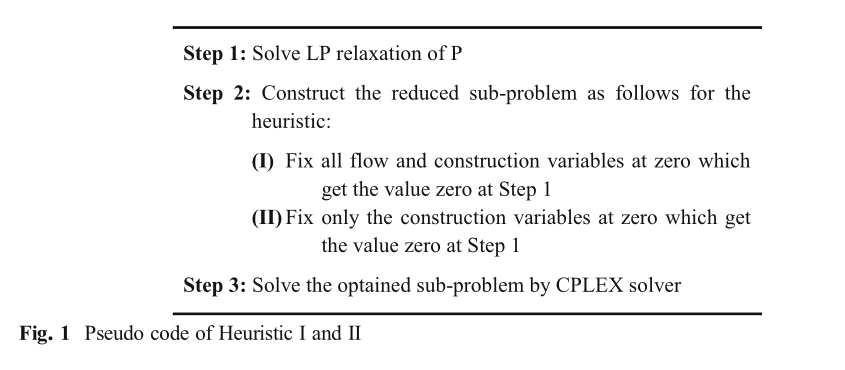 Step 1: Solve LP relaxation of P
Step 2: Construct the reduced sub-problem as follows for the
heuristic:
(I) Fix all flow and construction variables at zero which
get the value zero at Step 1
(II) Fix only the construction variables at zero which get
the value zero at Step 1
Step 3: Solve the optained sub-problem by CPLEX solver
Fig. 1 Pseudo code of Heuristic I and II